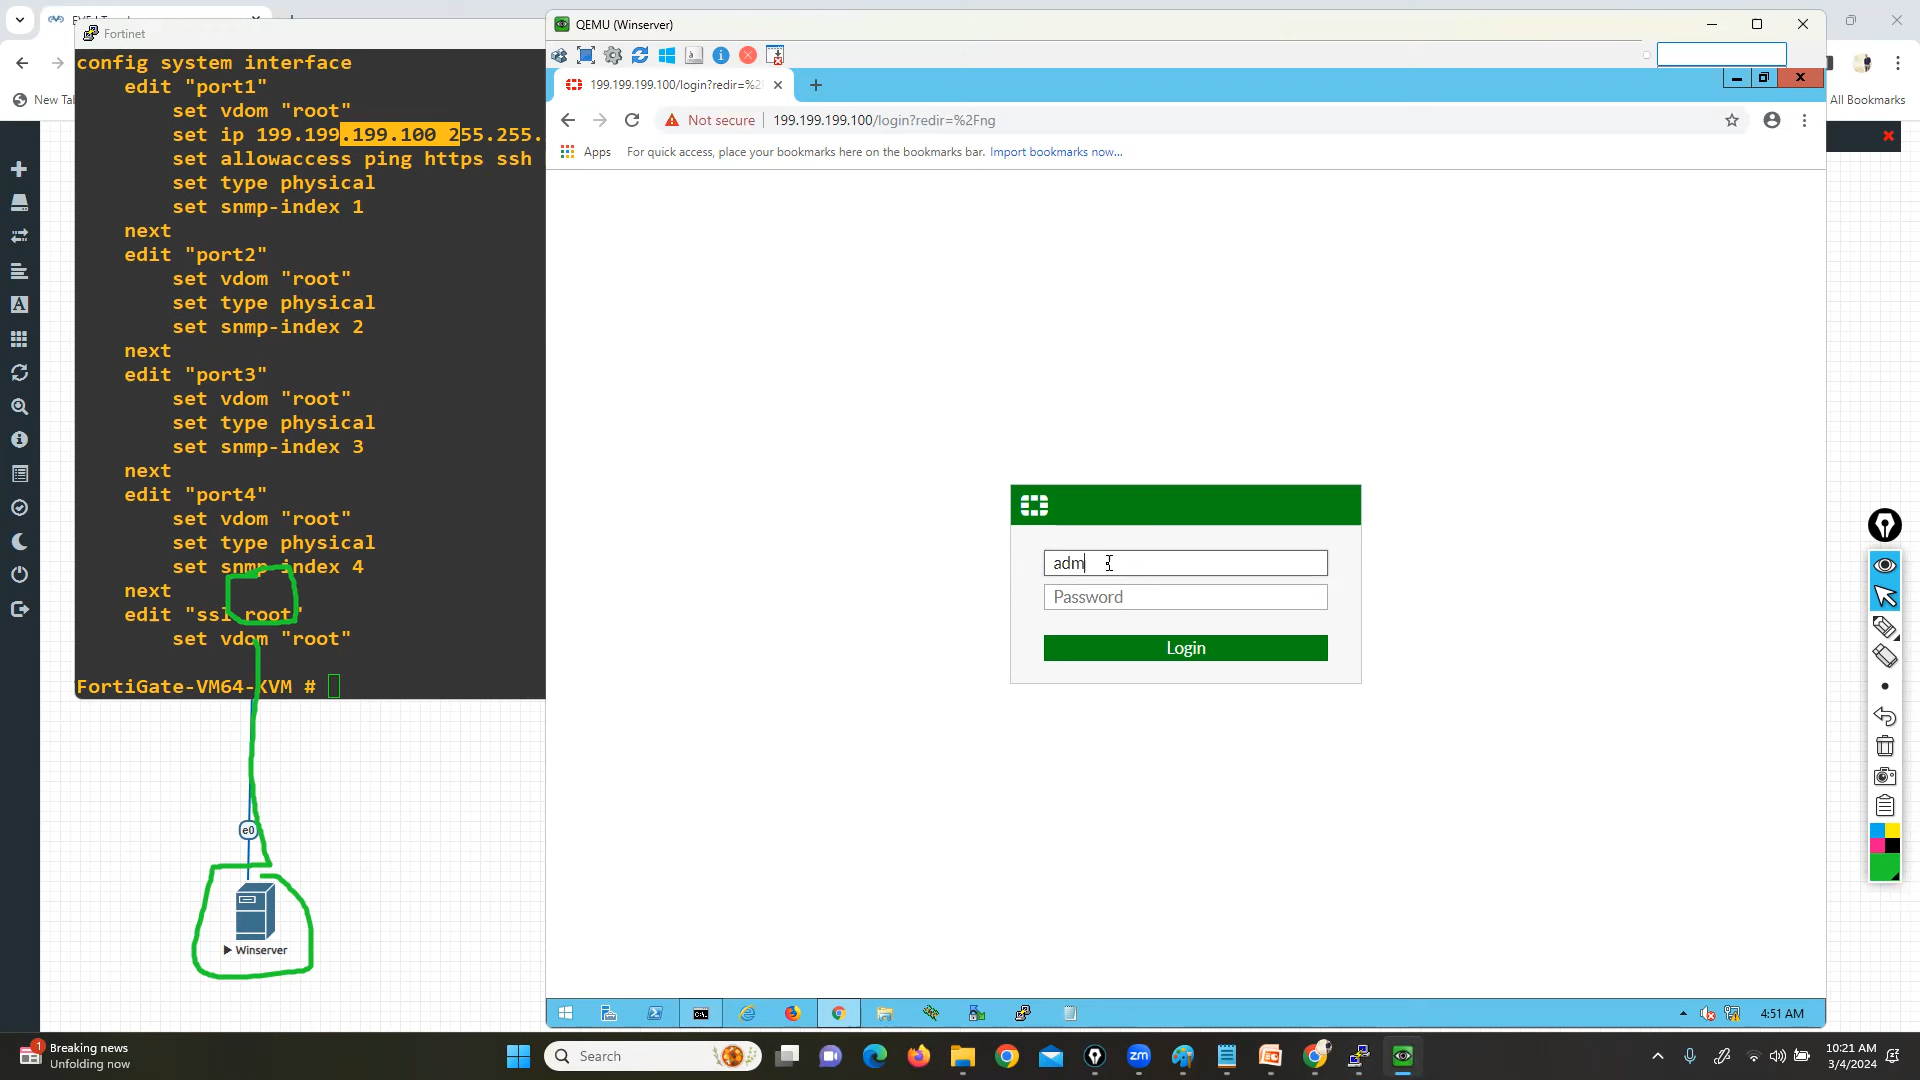 Fortinet
QEMU (Winserver)
config system interface
edit "port1"
set vdom "root"
set ip 199.199.199.100 255.255.
set allowaccess ping https ssh
set type physical
set snmp-index 1
next
edit "port2"
set vdom "root"
set type physical
set snmp-index 2
next
edit "port3"
set vdom "root"
set type physical
set snmp-index 3
next
edit "port4"
set vdom "root"
set type physical
set snmp-index 4
next
edit "ssl root"
set vdom "root"
FortiGate-VM64-KVM #
e0
Winserver
New Tab
All Bookmarks
199.199.199.100/login?redir=%2
Not secure
199.199.199.100/login?redir=%2Fng
Apps
For quick access, place your bookmarks here on the bookmarks bar. Import bookmarks now...
adm
Password
Login
4:51 AM
1
Breaking news
Unfolding now
Search
zm
10:21 AM
3/4/2024